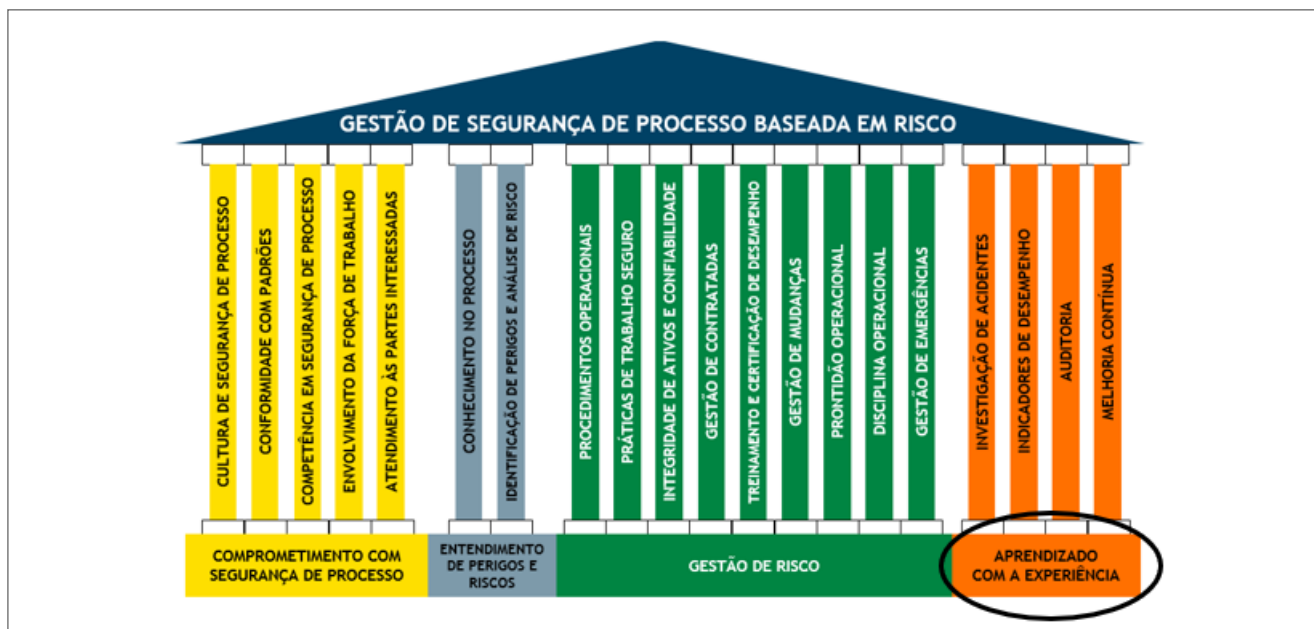 GESTÃO DE SEGURANÇA DE PROCESSO BASEADA EM RISCO
CULTURA DE SEGURANÇA DE PROCESSO
CONFORMIDADE COM PADRÕES
COMPETÊNCIA EM SEGURANÇA DE PROCESSO
ENVOLVIMENTO DA FORÇA DE TRABALHO
ATENDIMENTO ÀS PARTES INTERESSADAS
CONHECIMENTO NO PROCESSO
IDENTIFICAÇÃO DE PERIGOS E ANÁLISE DE RISCO
PROCEDIMENTOS OPERACIONAIS
PRÁTICAS DE TRABALHO SEGURO
INTEGRIDADE DE ATIVOS E CONFIABILIDADE
GESTÃO DE CONTRATADAS
TREINAMENTO E CERTIFICAÇÃO DE DESEMPENHO
GESTÃO DE MUDANÇAS
PRONTIDÃO OPERACIONAL
DISCIPLINA OPERACIONAL
GESTÃO DE EMERGÊNCIAS
INVESTIGAÇÃO DE ACIDENTES
INDICADORES DE DESEMPENHO
AUDITORIA
MELHORIA CONTÍNUA
COMPROMETIMENTO COM
SEGURANÇA DE PROCESSO
ENTENDIMENTO
DE PERIGOS E
RISCOS
GESTÃO DE RISCO
APRENDIZADO
COM A EXPERIÊNCIA